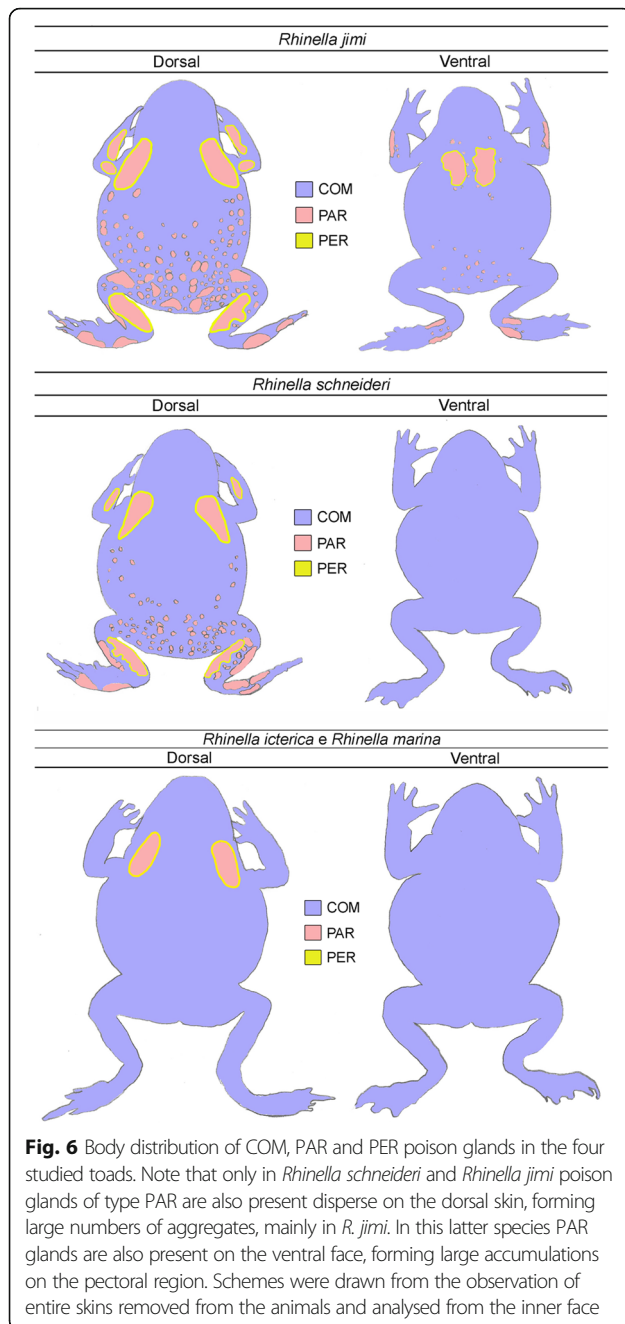 Rhinella jimi
Dorsal Ventral
COM
PAR
PER
Rhinella schneideri
Dorsal Ventral
COM
PAR
PER
Rhinella icterica e Rhinella marina
Dorsal Ventral
COM
PAR
PER
Fig. 6 Body distribution of COM, PAR and PER poison glands in the four
studied toads. Note that only in Rhinella schneideri and Rhinella jimi poison
glands of type PAR are also present disperse on the dorsal skin, forming
large numbers of aggregates, mainly in R. jimi. In this latter species PAR
glands are also present on the ventral face, forming large accumulations
on the pectoral region. Schemes were drawn from the observation of
entire skins removed from the animals and analysed from the inner face